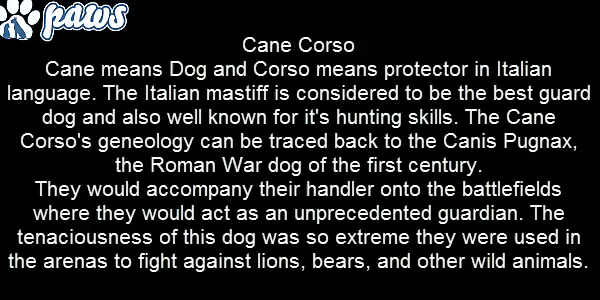 paws
Cane Corso
Cane means Dog and Corso means protector in Italian
language. The Italian mastiff is considered to be the best guard
dog and also well known for it's hunting skills. The Cane
Corso's geneology can be traced back to the Canis Pugnax,
the Roman War dog of the first century.
They would accompany their handler onto the battlefields
where they would act as an unprecedented guardian. The
tenaciousness of this dog was so extreme they were used in
the arenas to fight against lions, bears, and other wild animals.